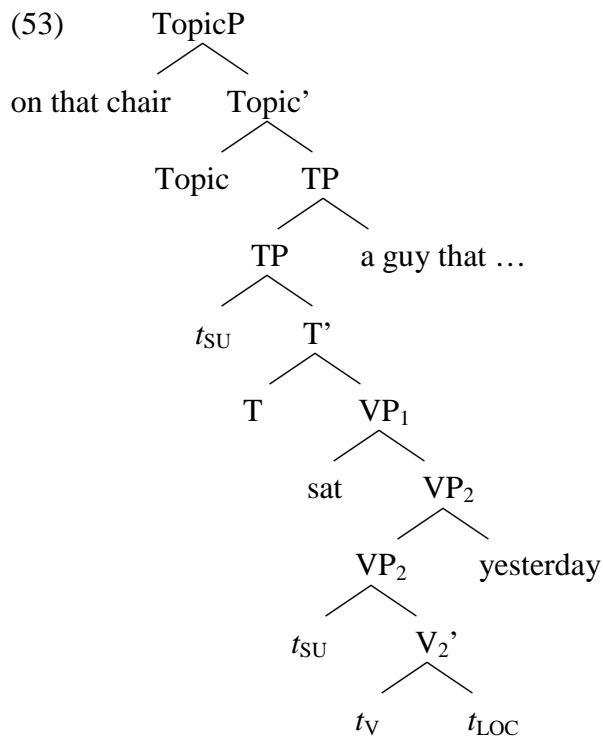 (53) TopicP
on that chair Topic’
Topic TP
TP a guy that …
tSU T’
T VP1
sat VP2
VP2 yesterday
tSU V2’
tV tLOC